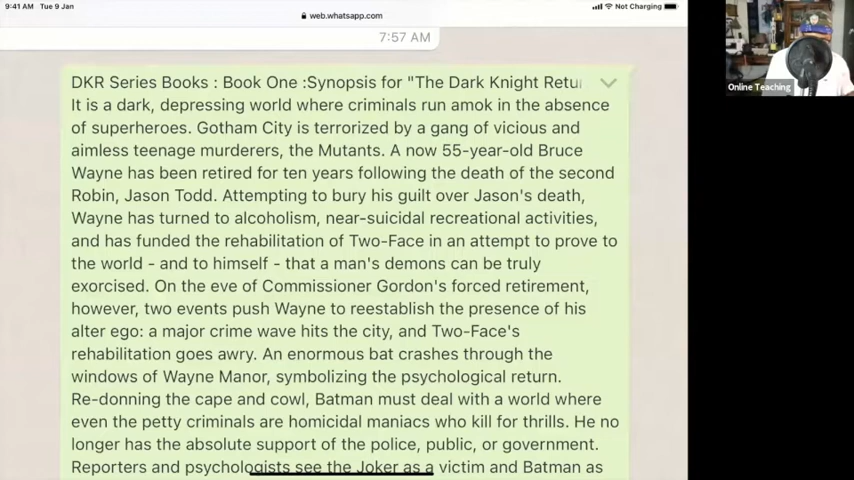 9:41 AM Tue 9 Jan
web.whatsapp.com
Not Charging
7:57 AM
DKR Series Books : Book One :Synopsis for "The Dark Knight Retu
It is a dark, depressing world where criminals run amok in the absence
of superheroes. Gotham City is terrorized by a gang of vicious and
aimless teenage murderers, the Mutants. A now 55-year-old Bruce
Wayne has been retired for ten years following the death of the second
Robin, Jason Todd. Attempting to bury his guilt over Jason's death,
Wayne has turned to alcoholism, near-suicidal recreational activities,
and has funded the rehabilitation of Two-Face in an attempt to prove to
the world - and to himself - that a man's demons can be truly
exorcised. On the eve of Commissioner Gordon's forced retirement,
however, two events push Wayne to reestablish the presence of his
alter ego: a major crime wave hits the city, and Two-Face's
rehabilitation goes awry. An enormous bat crashes through the
windows of Wayne Manor, symbolizing the psychological return.
Re-donning the cape and cowl, Batman must deal with a world where
even the petty criminals are homicidal maniacs who kill for thrills. He no
longer has the absolute support of the police, public, or government.
Reporters and psychologists see the Joker as a victim and Batman as
Online Teaching